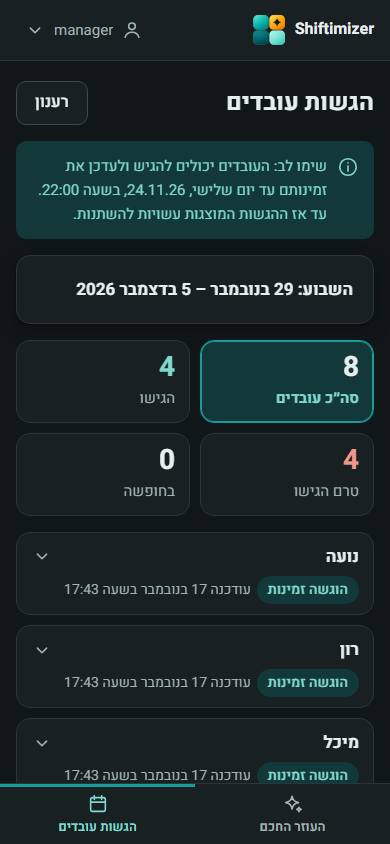 Shiftimizer
manager
הגשות עובדים
רענון
שימו לב: העובדים יכולים להגיש ולעדכן את
זמינותם עד יום שלישי, 24.11.26, בשעה 22:00.
עד אז ההגשות המוצגות עשויות להשתנות.
השבוע: 29 בנובמבר – 5 בדצמבר 2026
8
סה״כ עובדים
4
הגישו
4
טרם הגישו
0
בחופשה
נועה
הוגשה זמינות עודכנה 17 בנובמבר בשעה 17:43
רון
הוגשה זמינות עודכנה 17 בנובמבר בשעה 17:43
מיכל
הוגשה זמינות עודכנה 17 בנובמבר בשעה 17:43
העוזר החכם
הגשות עובדים